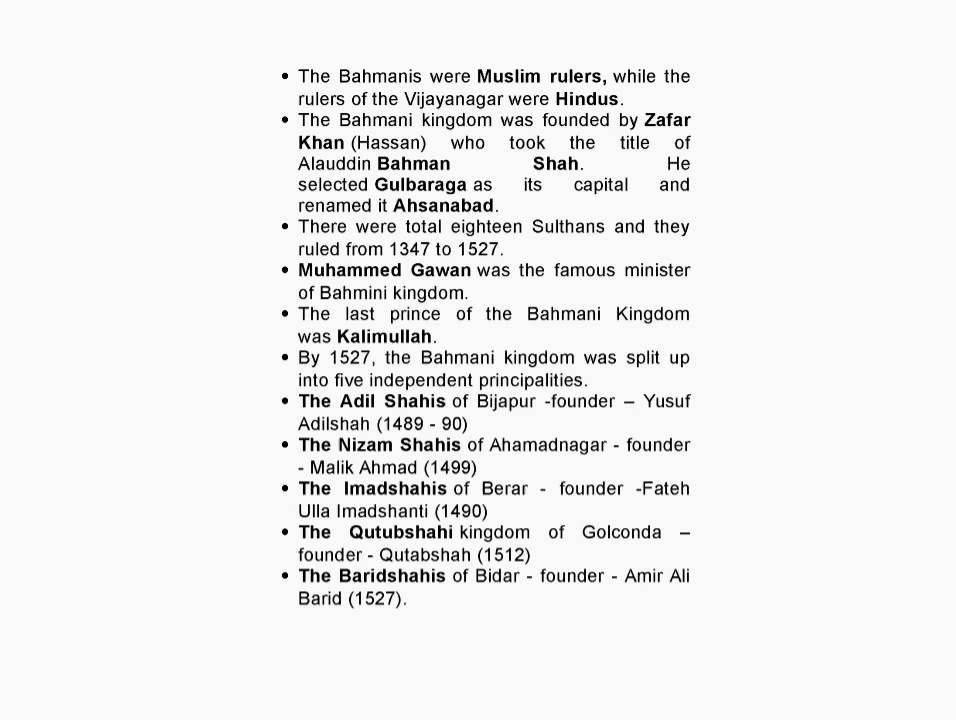 • The Bahmanis were Muslim rulers, while the
rulers of the Vijayanagar were Hindus.
• The Bahmani kingdom was founded by Zafar
Khan (Hassan) who took the title of
Alauddin Bahman Shah. He
selected Gulbaraga as its capital and
renamed it Ahsanabad.
• There were total eighteen Sulthans and they
ruled from 1347 to 1527.
• Muhammed Gawan was the famous minister
of Bahmini kingdom.
• The last prince of the Bahmani Kingdom
was Kalimullah.
• By 1527, the Bahmani kingdom was split up
into five independent principalities.
• The Adil Shahis of Bijapur -founder – Yusuf
Adilshah (1489 - 90)
• The Nizam Shahis of Ahamadnagar - founder
- Malik Ahmad (1499)
• The Imadshahis of Berar - founder -Fateh
Ulla Imadshanti (1490)
• The Qutubshahi kingdom of Golconda –
founder - Qutabshah (1512)
• The Baridshahis of Bidar - founder - Amir Ali
Barid (1527).